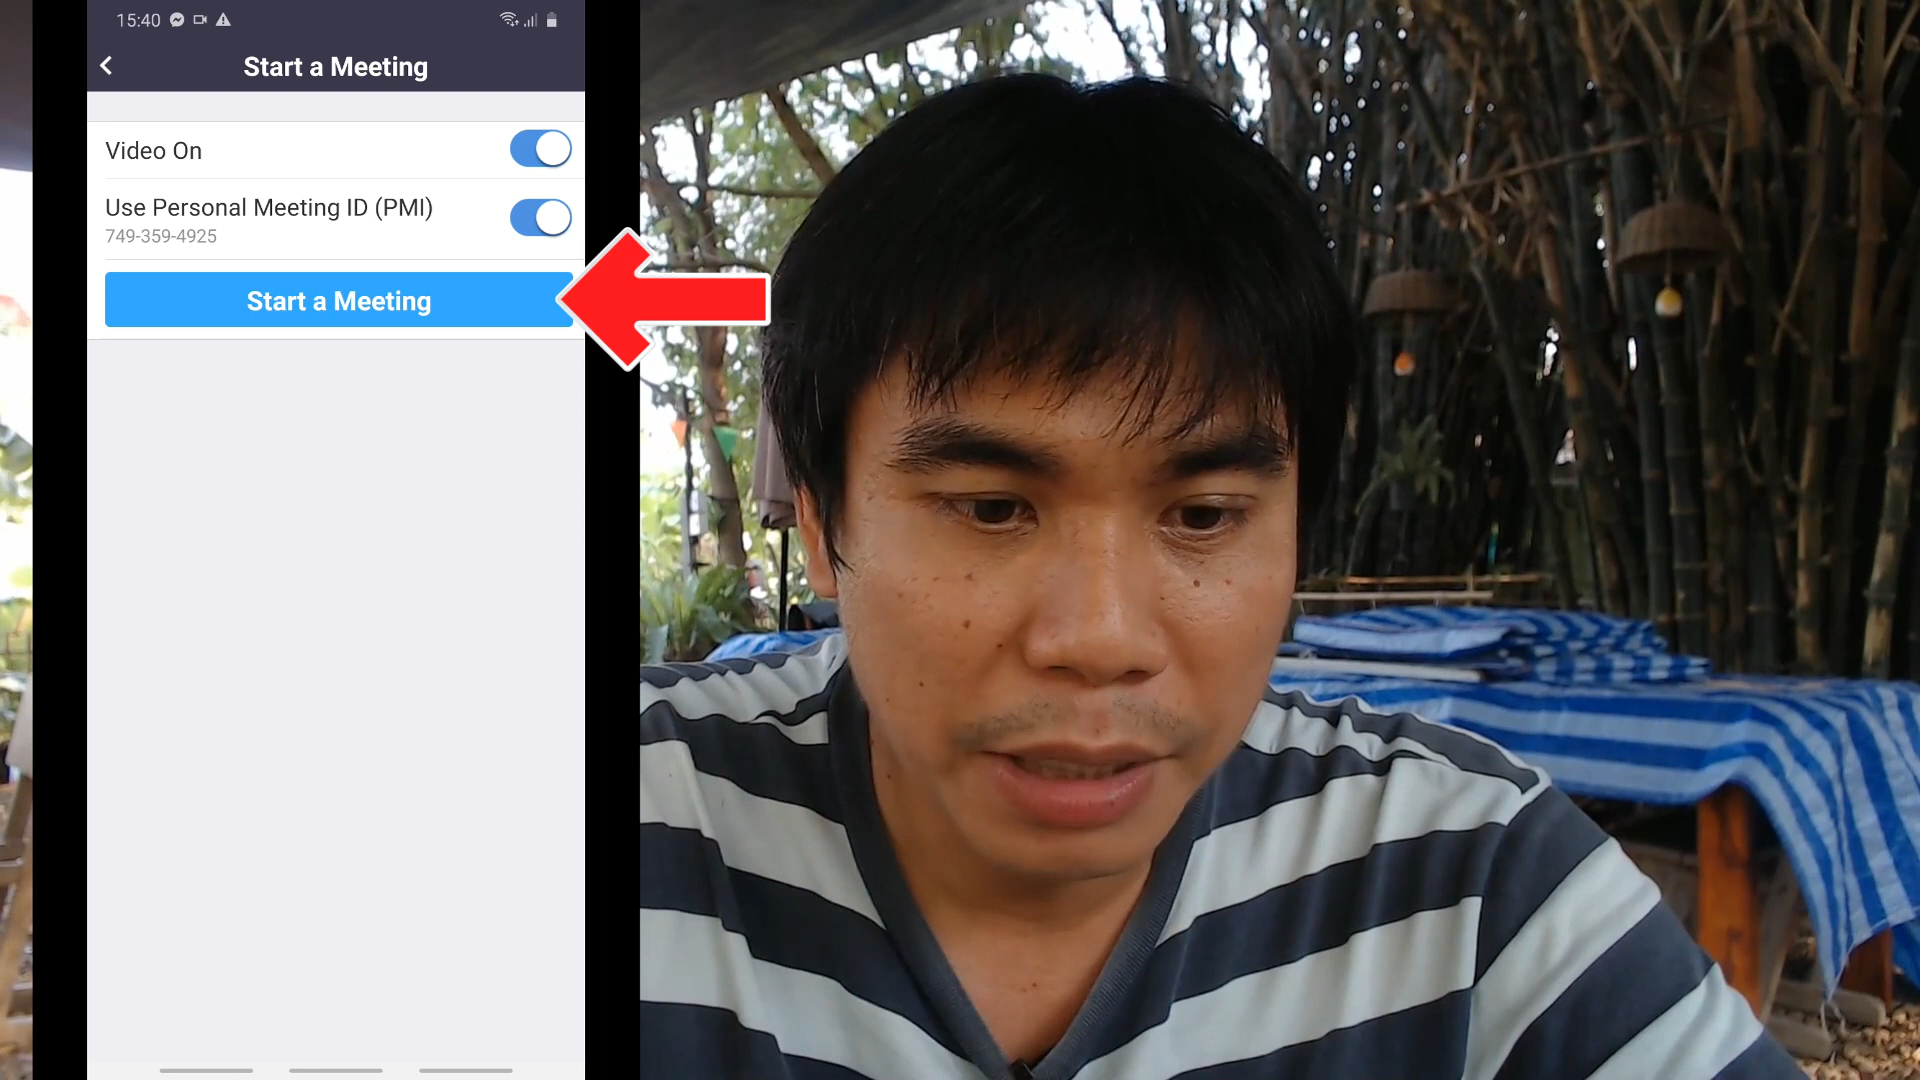 15:40
Start a Meeting
Video On
Use Personal Meeting ID (PMI)
749-359-4925
Start a Meeting